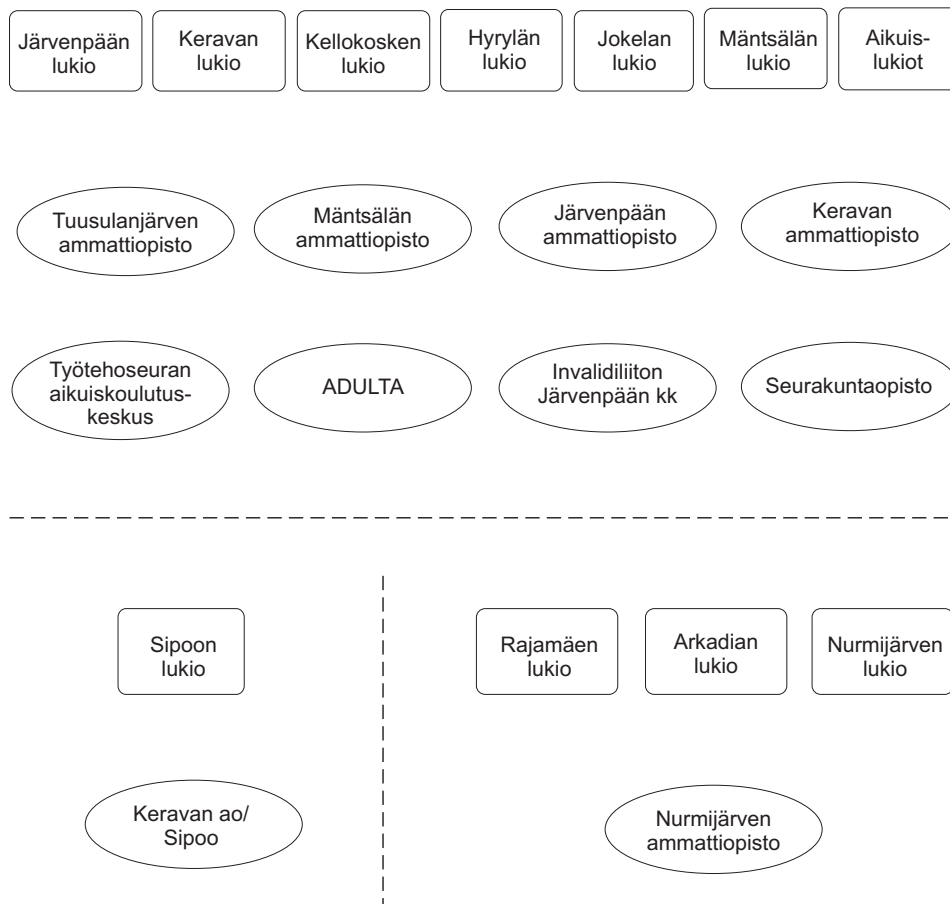 Järvenpään
lukio
Keravan
lukio
Kellokosken
lukio
Hyrylän
lukio
Jokelan
lukio
Mäntsälän
lukio
Aikuis-
lukiot
Tuusulanjärven
ammattiopisto
Mäntsälän
ammattiopisto
Järvenpään
ammattiopisto
Keravan
ammattiopisto
Työtehoseuran
aikuiskoulutus-
keskus
ADULTA
Invalidiliiton
Järvenpään kk
Seurakuntaopisto
Sipoon
lukio
Rajamäen
lukio
Arkadian
lukio
Nurmijärven
lukio
Keravan ao/
Sipoo
Nurmijärven
ammattiopisto